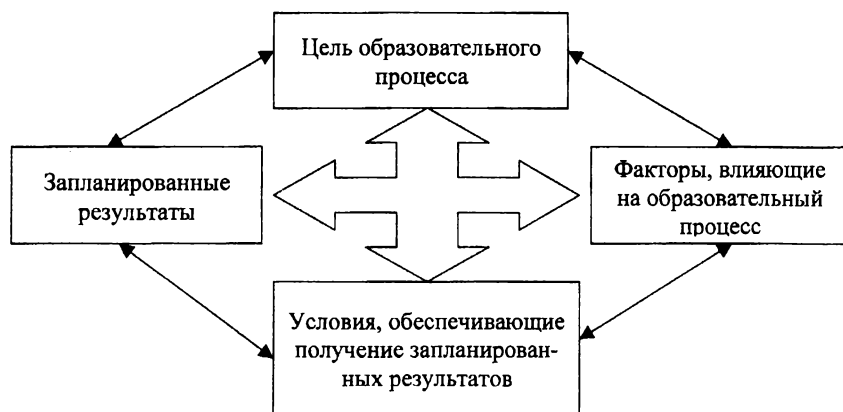 Цель образовательного
процесса
Запланированные
результаты
Факторы, влияющие
на образовательный
процесс
Условия, обеспечивающие
получение запланирован-
ных результатов